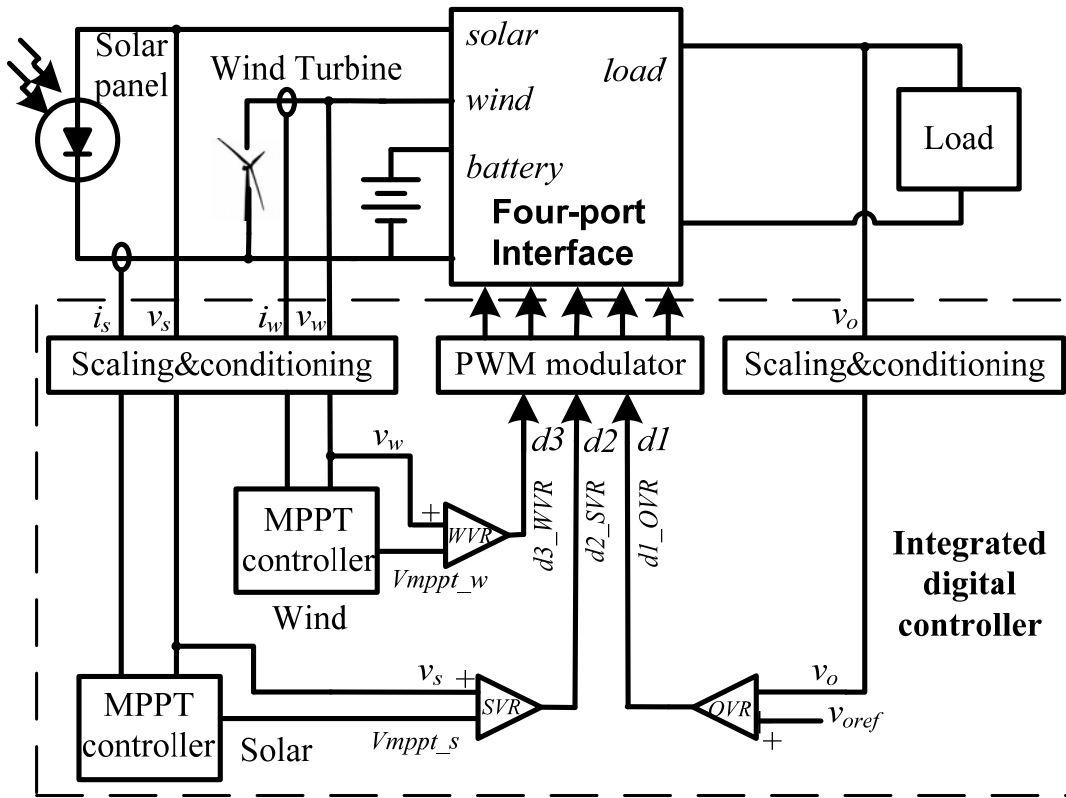 Solar
panel
Wind Turbine
solar
wind
battery
load
Four-port
Interface
Load
is
vs
iw
vw
vo
Scaling&conditioning
PWM modulator
Scaling&conditioning
vw
d3
d2
d1
d3_WVR
d2_SVR
d1_OVR
MPPT
controller
Wind
+
WVR
Vmppt_w
Integrated
digital
controller
MPPT
controller
Solar
vs
+
SVR
Vmppt_s
OVR
vo
voref
+